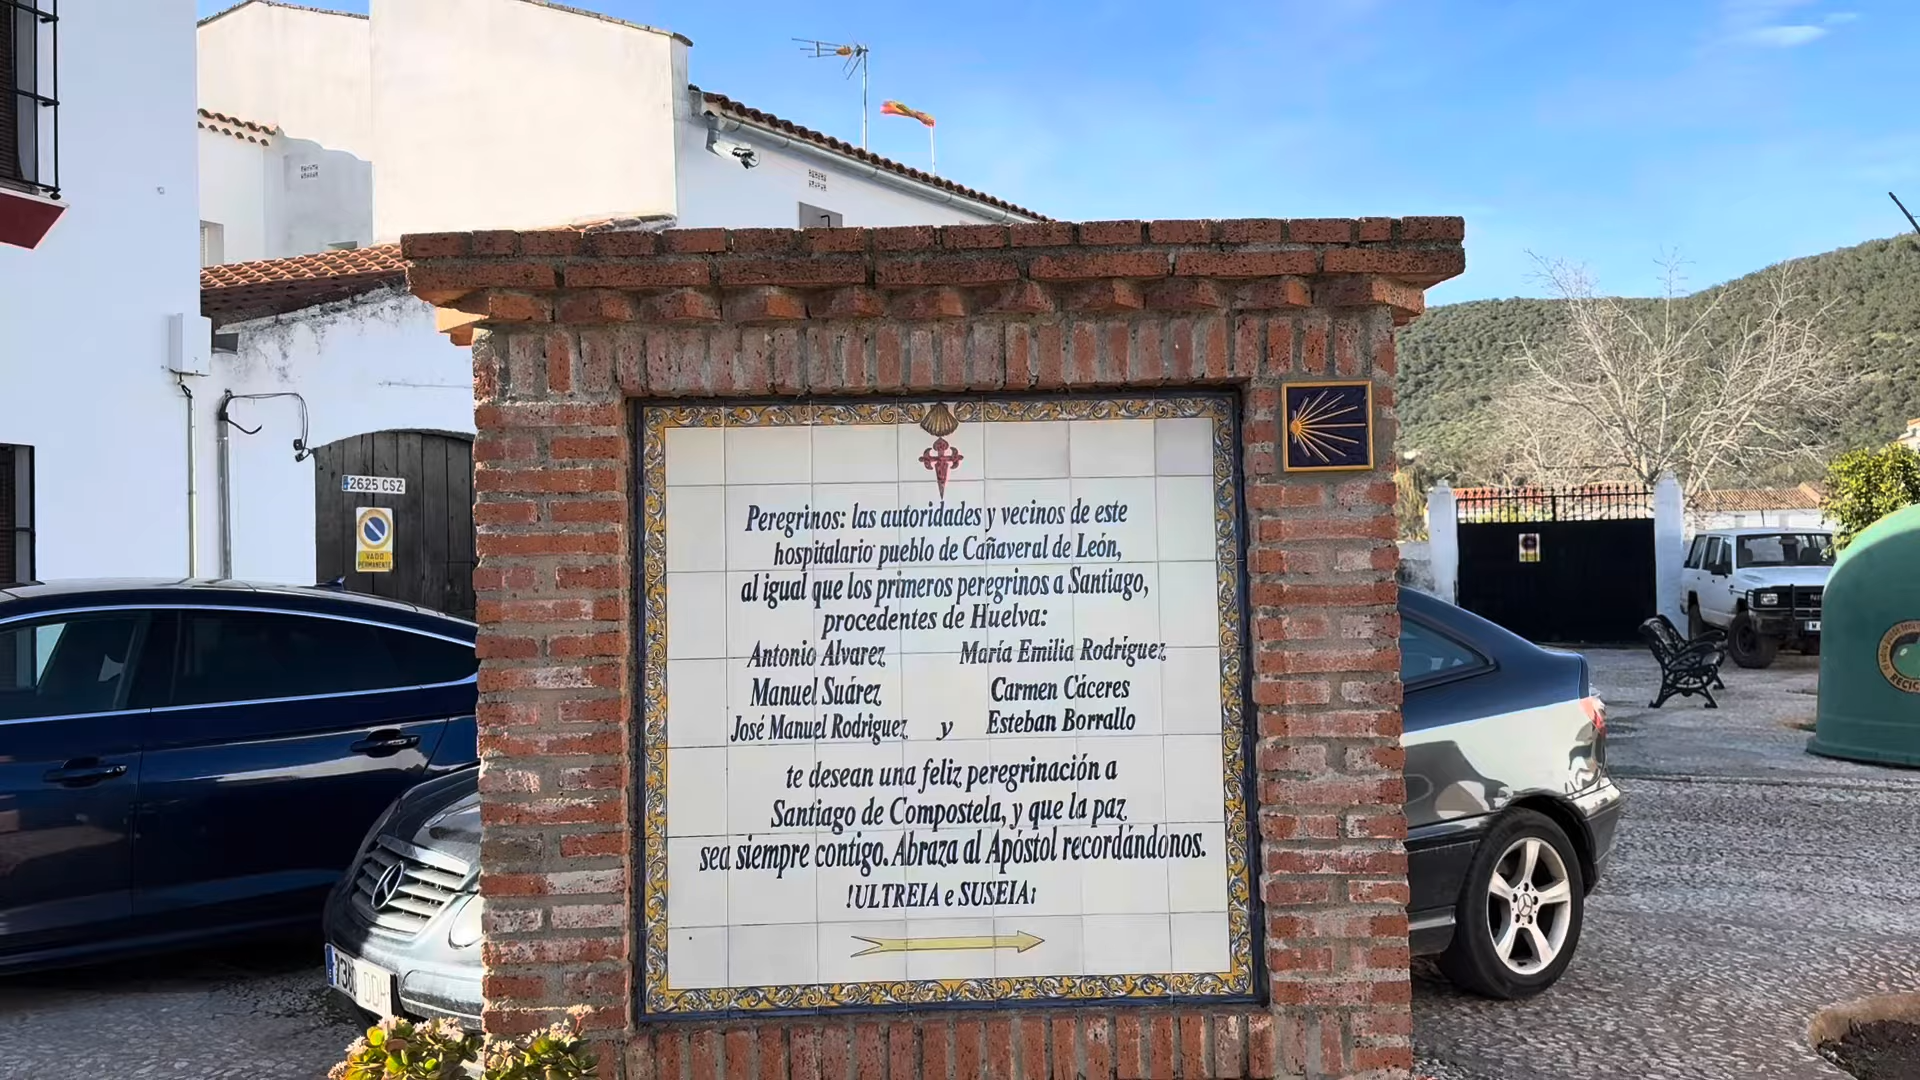 2625 CSZ
VADO
PERMANENTE
Peregrinos: las autoridades y vecinos de este
hospitalario pueblo de Cañaveral de León,
al igual que los primeros peregrinos a Santiago,
procedentes de Huelva:
Antonio Alvarez María Emilia Rodríguez
Manuel Suárez Carmen Cáceres
José Manuel Rodriguez y Esteban Borrallo
te desean una feliz peregrinación a
Santiago de Compostela, y que la paz
sea siempre contigo. Abraza al Apóstol recordándonos.
!ULTREIA e SUSEIA¡